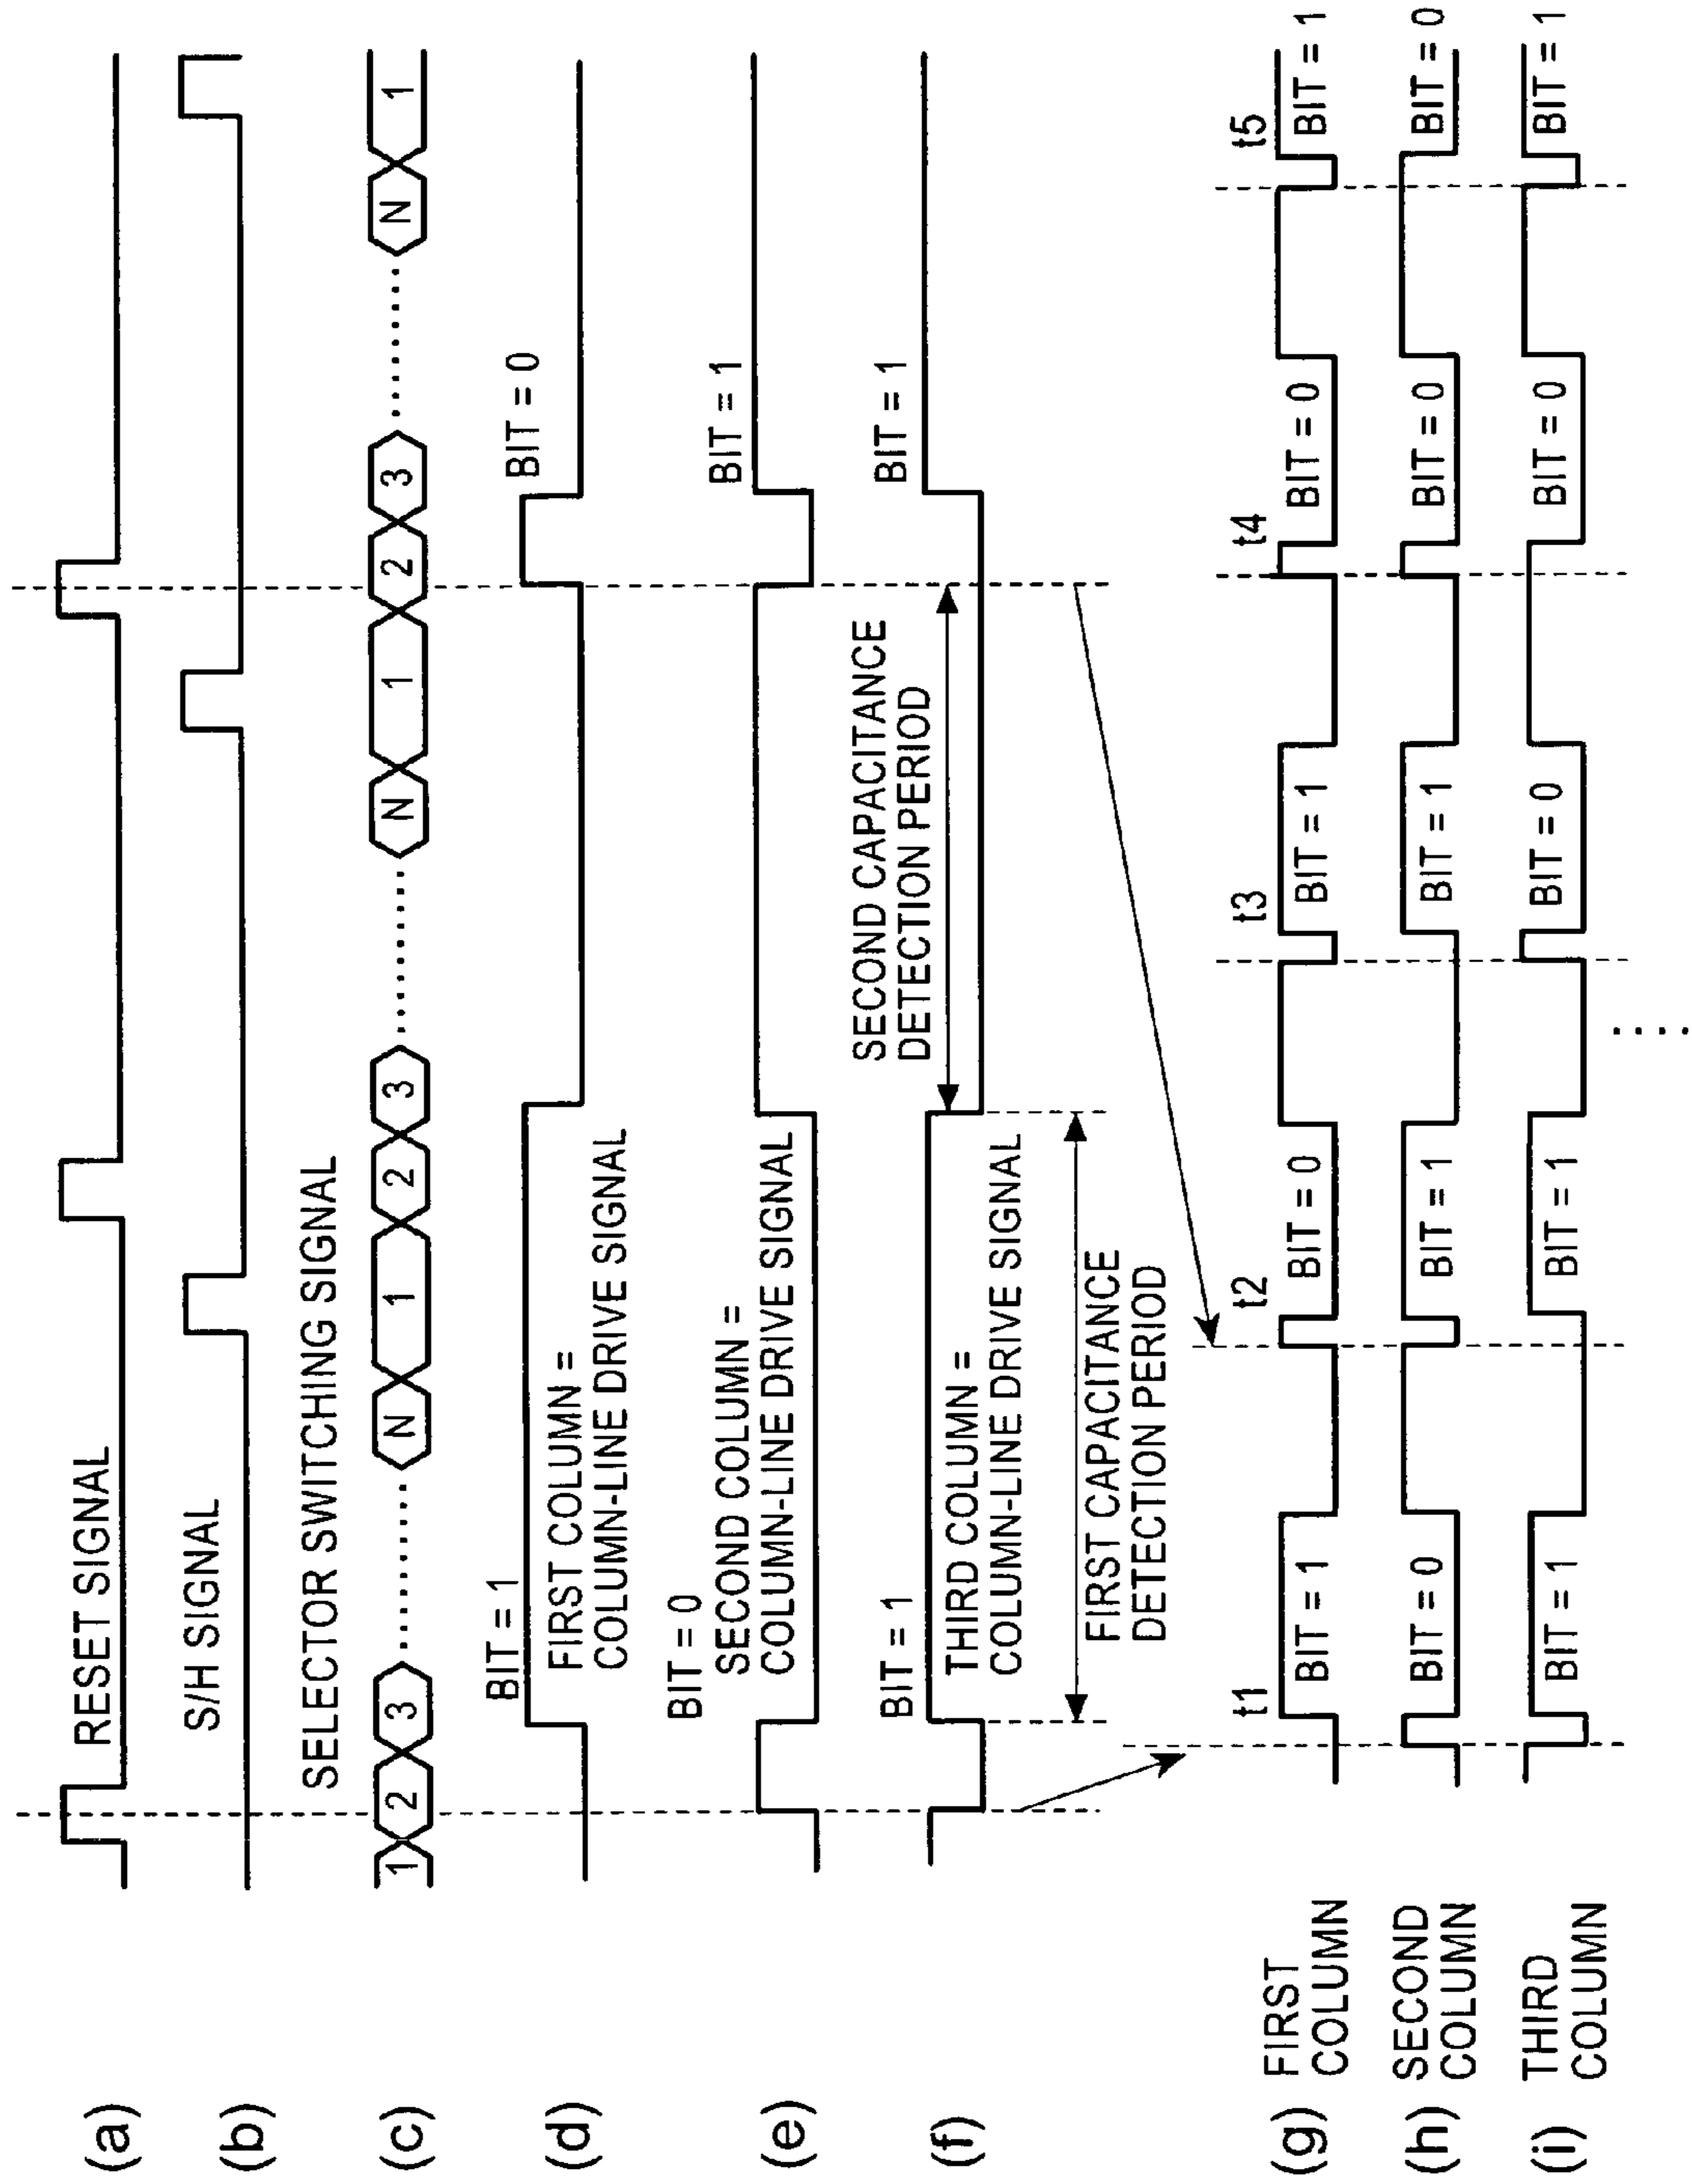 (a)
RESET SIGNAL
(b)
S/H SIGNAL
(c)
SELECTOR SWITCHING SIGNAL
1 2 3 N 1 2 3 N 1 2 3 N 1
(d)
BIT = 1
FIRST COLUMN =
COLUMN-LINE DRIVE SIGNAL
BIT = 0
(e)
BIT = 0
SECOND COLUMN =
COLUMN-LINE DRIVE SIGNAL
BIT = 1
(f)
BIT = 1
THIRD COLUMN =
COLUMN-LINE DRIVE SIGNAL
BIT = 1
SECOND CAPACITANCE
DETECTION PERIOD
FIRST CAPACITANCE
DETECTION PERIOD
t1 t2 t3 t4 t5
(g) FIRST
COLUMN
BIT = 1 BIT = 0 BIT = 1 BIT = 0 BIT = 1
(h) SECOND
COLUMN
BIT = 0 BIT = 1 BIT = 1 BIT = 0 BIT = 0
(i) THIRD
COLUMN
BIT = 1 BIT = 1 BIT = 0 BIT = 0 BIT = 1